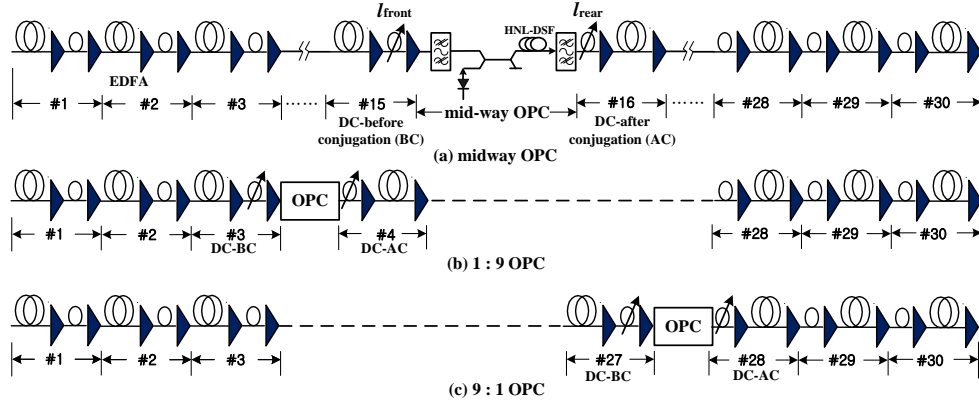 l front
l rear
HNL-DSF
EDFA
#1 #2 #3 ........ #15 mid-way OPC #16 ........ #28 #29 #30
DC-before conjugation (BC)
DC-after conjugation (AC)
(a) midway OPC
OPC
#1 #2 #3 #4 #28 #29 #30
DC-BC DC-AC
(b) 1 : 9 OPC
OPC
#1 #2 #3 #27 #28 #29 #30
DC-BC DC-AC
(c) 9 : 1 OPC